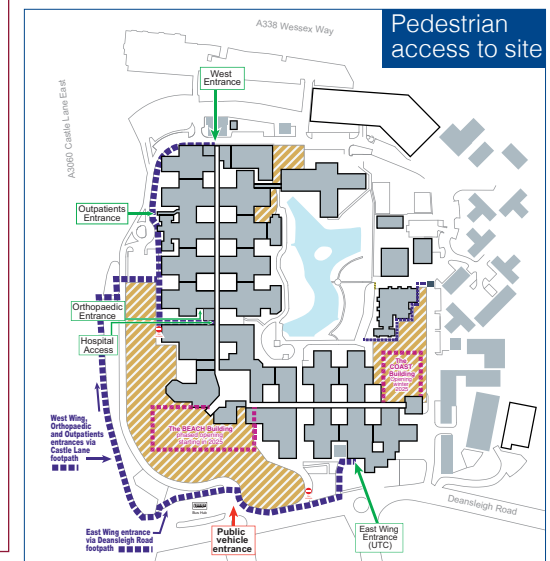 Pedestrian
access to site
A338 Wessex Way
A3060 Castle Lane East
West
Entrance
Outpatients
Entrance
Orthopaedic
Entrance
Hospital
Access
The
COAST
Building
Opening
winter
2025
The BEACH Building
phased opening
starting in 2025
West Wing,
Orthopaedic
and Outpatients
entrances via
Castle Lane
footpath
Bus Hub
East Wing entrance
via Deansleigh Road
footpath
Public
vehicle
entrance
East Wing
Entrance
(UTC)
Deansleigh Road